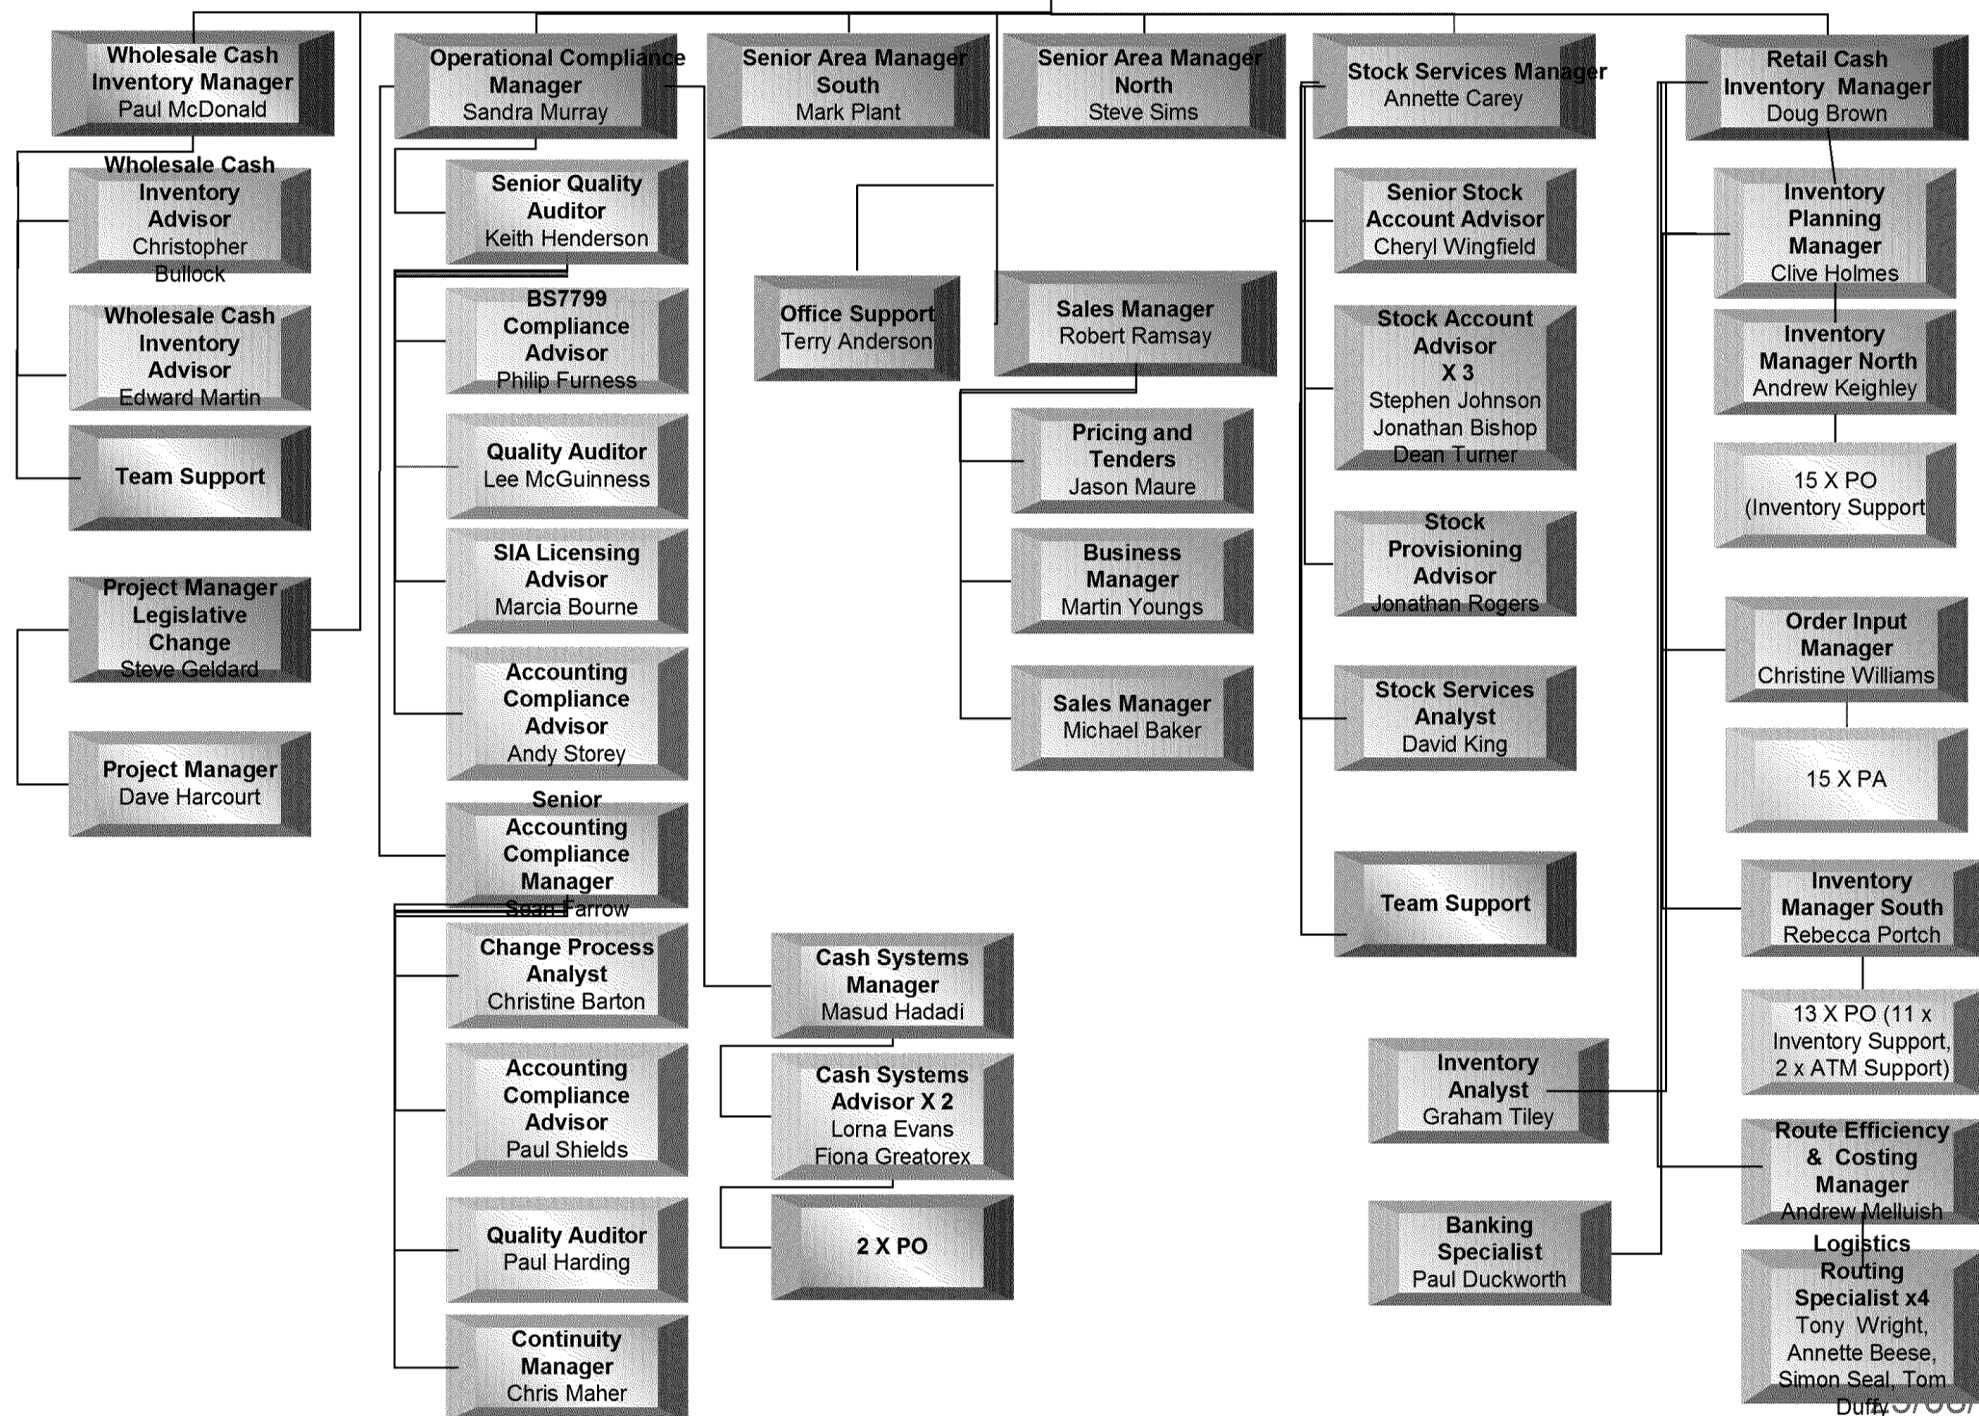 Wholesale Cash
Inventory Manager
Paul McDonald
Wholesale Cash
Inventory
Advisor
Christopher
Bullock
Wholesale Cash
Inventory
Advisor
Edward Martin
Team Support
Project Manager
Legislative
Change
Steve Geldard
Project Manager
Dave Harcourt
Operational Compliance
Manager
Sandra Murray
Senior Quality
Auditor
Keith Henderson
BS7799
Compliance
Advisor
Philip Furness
Quality Auditor
Lee McGuinness
SIA Licensing
Advisor
Marcia Bourne
Accounting
Compliance
Advisor
Andy Storey
Senior
Accounting
Compliance
Manager
Sean Farrow
Change Process
Analyst
Christine Barton
Accounting
Compliance
Advisor
Paul Shields
Quality Auditor
Paul Harding
Continuity
Manager
Chris Maher
Cash Systems
Manager
Masud Hadadi
Cash Systems
Advisor X 2
Lorna Evans
Fiona Greatorex
2 X PO
Senior Area Manager
South
Mark Plant
Senior Area Manager
North
Steve Sims
Office Support
Terry Anderson
Sales Manager
Robert Ramsay
Pricing and
Tenders
Jason Maure
Business
Manager
Martin Youngs
Sales Manager
Michael Baker
Stock Services Manager
Annette Carey
Senior Stock
Account Advisor
Cheryl Wingfield
Stock Account
Advisor
X 3
Stephen Johnson
Jonathan Bishop
Dean Turner
Stock
Provisioning
Advisor
Jonathan Rogers
Stock Services
Analyst
David King
Team Support
Inventory
Analyst
Graham Tiley
Banking
Specialist
Paul Duckworth
Retail Cash
Inventory Manager
Doug Brown
Inventory
Planning
Manager
Clive Holmes
Inventory
Manager North
Andrew Keighley
15 X PO
(Inventory Support
Order Input
Manager
Christine Williams
15 X PA
Inventory
Manager South
Rebecca Portch
13 X PO (11 x
Inventory Support,
2 x ATM Support)
Route Efficiency
& Costing
Manager
Andrew Melluish
Logistics
Routing
Specialist x4
Tony Wright,
Annette Beese,
Simon Seal, Tom
Duffy